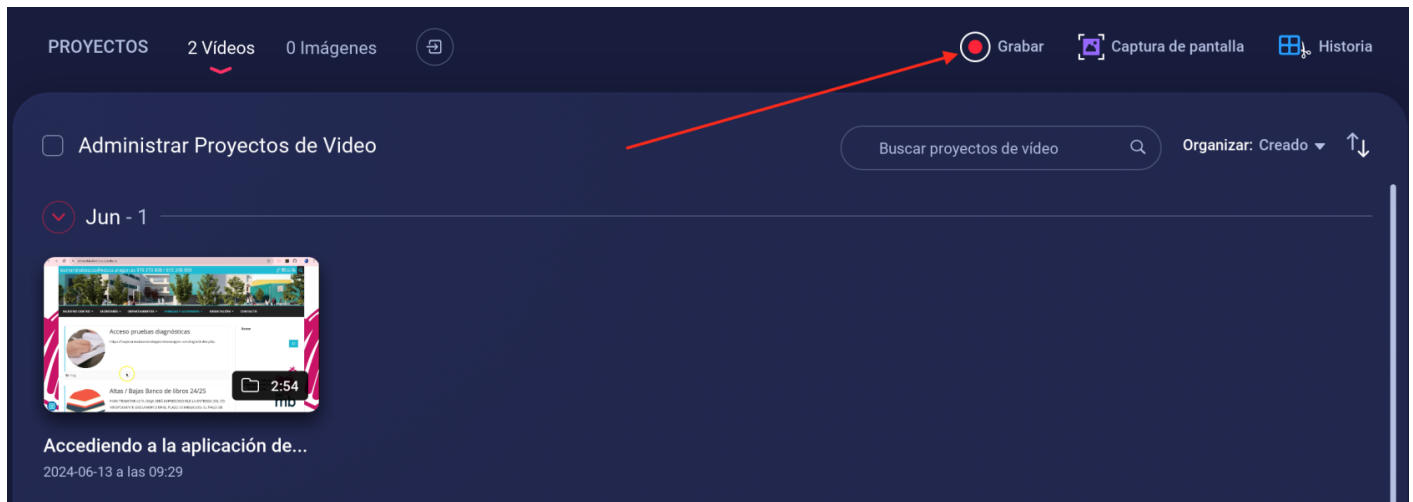 PROYECTOS 2 Vídeos 0 Imágenes Grabar Captura de pantalla Historia
Administrar Proyectos de Video Buscar proyectos de vídeo Organizar: Creado
Jun - 1
Acceso pruebas diagnósticas
Altas / Bajas Banco de libros 24/25
2:54
mb
Accediendo a la aplicación de...
2024-06-13 a las 09:29